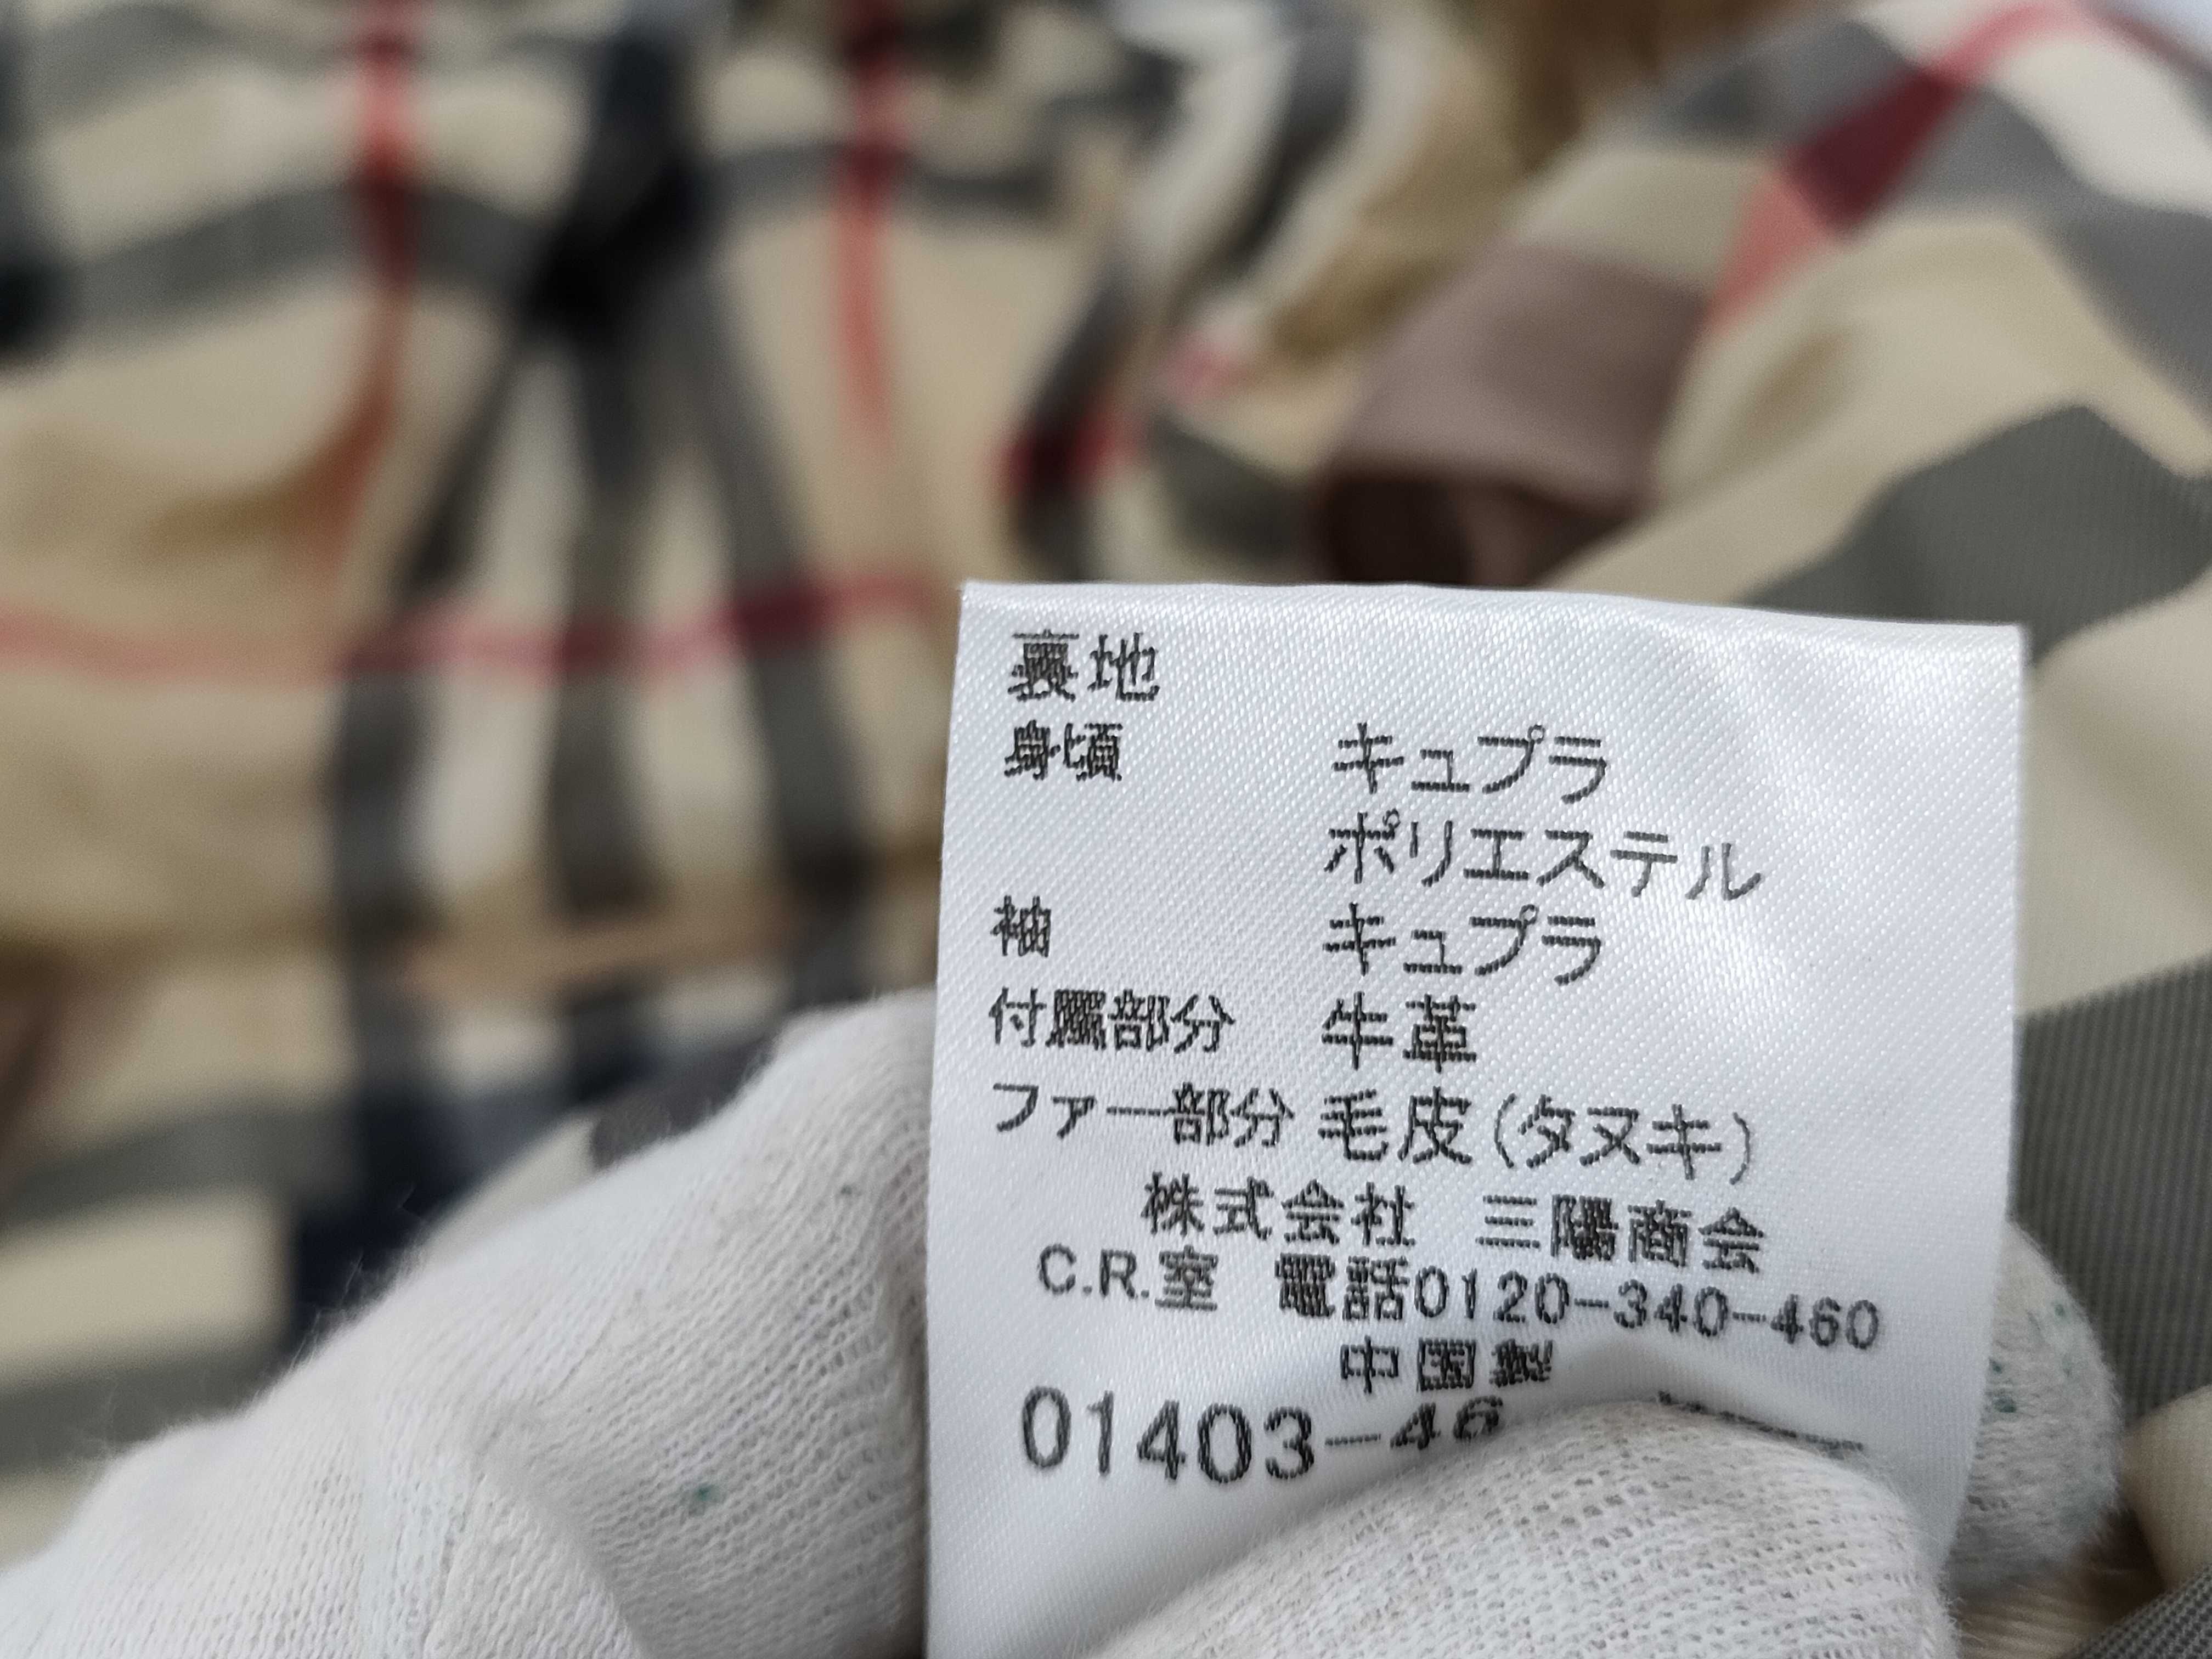 裏地
身頃 キュプラ
ポリエステル
袖 キュプラ
付属部分 牛革
ファー部分 毛皮(タヌキ)
株式会社 三陽商会
C.R.室 電話0120-340-460
中国製
01403-46